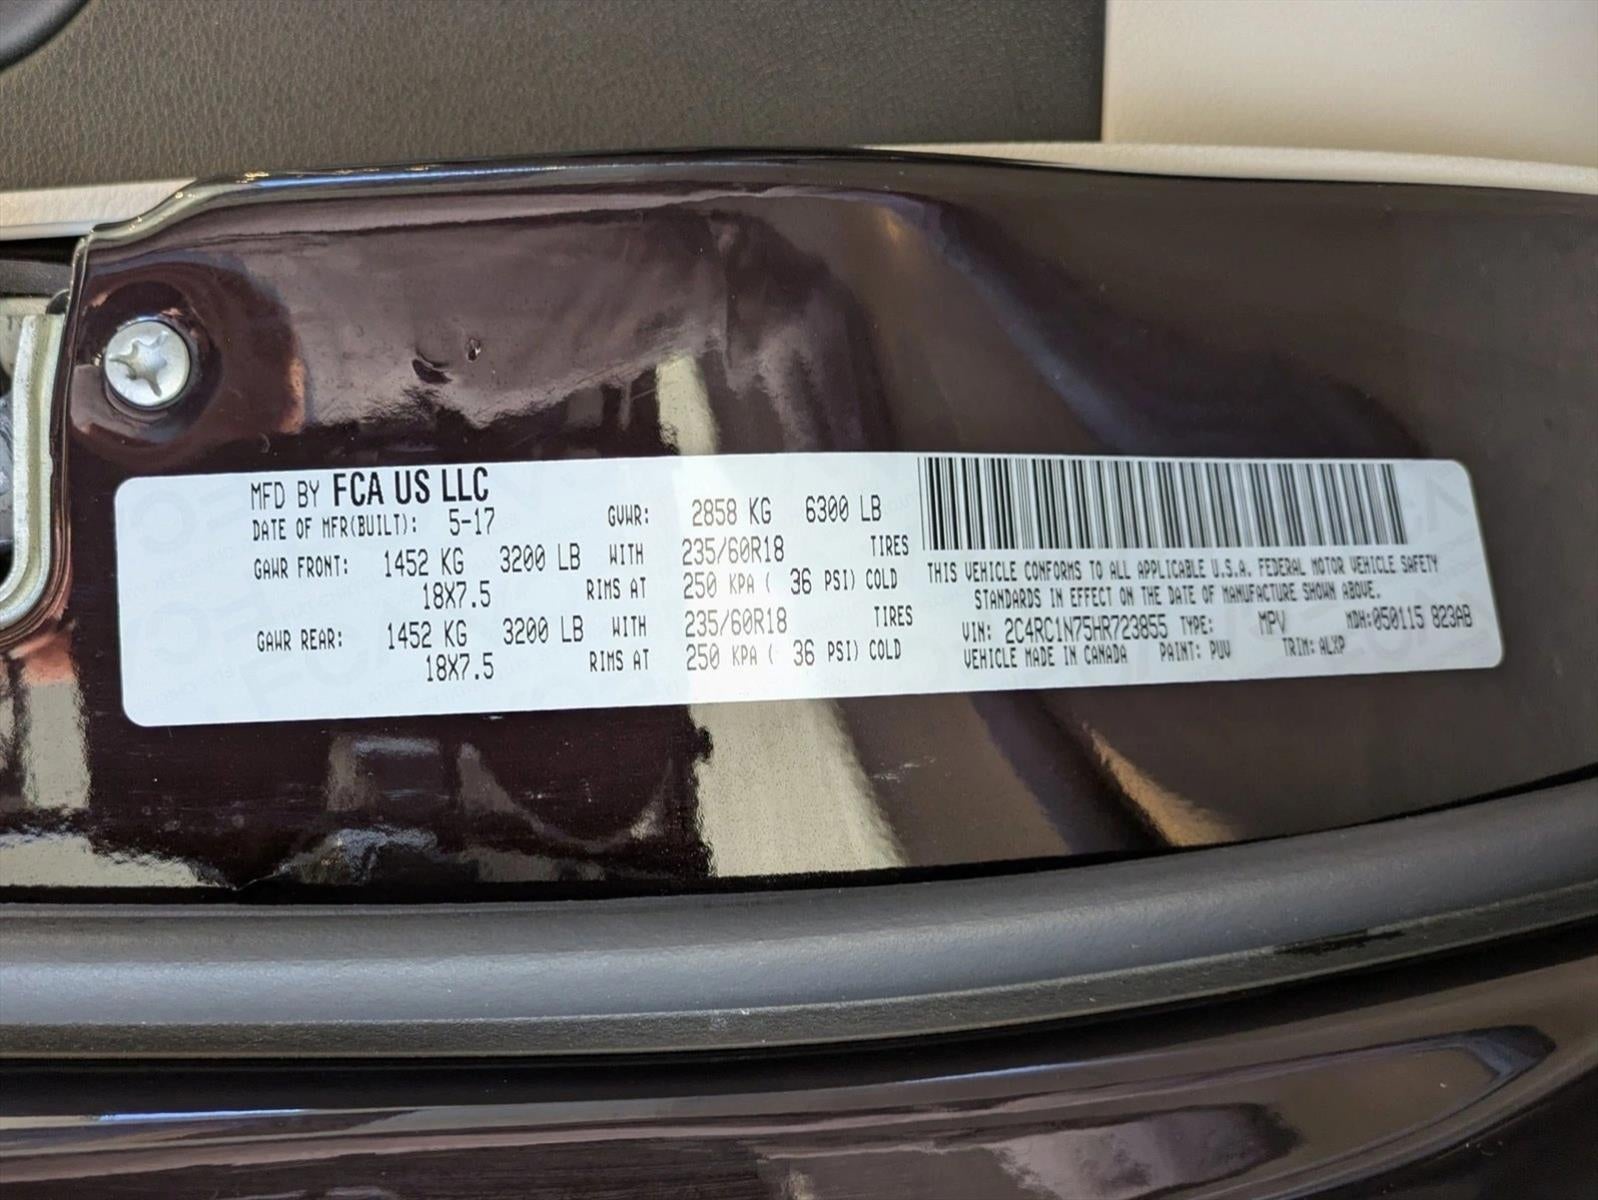 MFD BY FCA US LLC
DATE OF MFR(BUILT): 5-17 GVWR: 2858 KG 6300 LB
GAWR FRONT: 1452 KG 3200 LB WITH 235/60R18 TIRES
18X7.5 RIMS AT 250 KPA ( 36 PSI) COLD
GAWR REAR: 1452 KG 3200 LB WITH 235/60R18 TIRES
18X7.5 RIMS AT 250 KPA ( 36 PSI) COLD
THIS VEHICLE CONFORMS TO ALL APPLICABLE U.S.A. FEDERAL MOTOR VEHICLE SAFETY
STANDARDS IN EFFECT ON THE DATE OF MANUFACTURE SHOWN ABOVE.
VIN: 2C4RC1N75HR723855 TYPE: MPV MDH:050115 823AB
VEHICLE MADE IN CANADA PAINT: PUV TRIM: ALXP